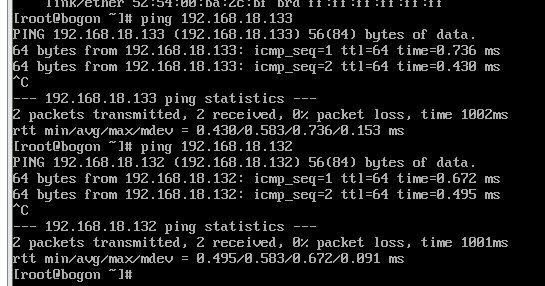 link/ether 52:54:00:ba:2c:bf brd ff:ff:ff:ff:ff:ff
[root@bogon ~]# ping 192.168.18.133
PING 192.168.18.133 (192.168.18.133) 56(84) bytes of data.
64 bytes from 192.168.18.133: icmp_seq=1 ttl=64 time=0.736 ms
64 bytes from 192.168.18.133: icmp_seq=2 ttl=64 time=0.430 ms
^C
--- 192.168.18.133 ping statistics ---
2 packets transmitted, 2 received, 0% packet loss, time 1002ms
rtt min/avg/max/mdev = 0.430/0.583/0.736/0.153 ms
[root@bogon ~]# ping 192.168.18.132
PING 192.168.18.132 (192.168.18.132) 56(84) bytes of data.
64 bytes from 192.168.18.132: icmp_seq=1 ttl=64 time=0.672 ms
64 bytes from 192.168.18.132: icmp_seq=2 ttl=64 time=0.495 ms
^C
--- 192.168.18.132 ping statistics ---
2 packets transmitted, 2 received, 0% packet loss, time 1001ms
rtt min/avg/max/mdev = 0.495/0.583/0.672/0.091 ms
[root@bogon ~]#